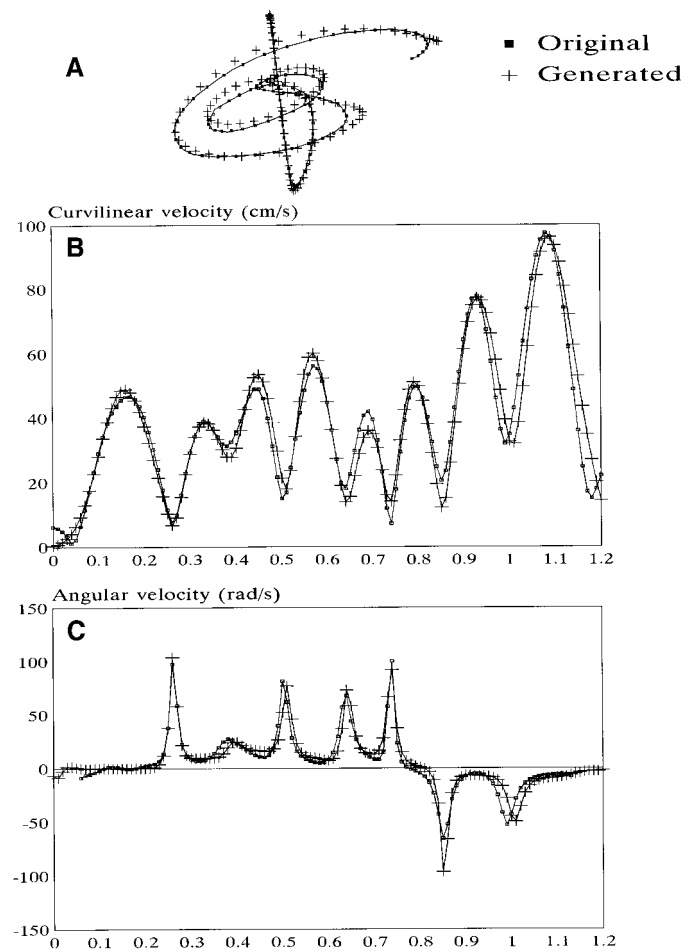 A
■ Original
+ Generated
Curvilinear velocity (cm/s)
B
100
80
60
40
20
0
0 0.1 0.2 0.3 0.4 0.5 0.6 0.7 0.8 0.9 1 1.1 1.2
Angular velocity (rad/s)
C
150
100
50
0
-50
-100
-150
0 0.1 0.2 0.3 0.4 0.5 0.6 0.7 0.8 0.9 1 1.1 1.2